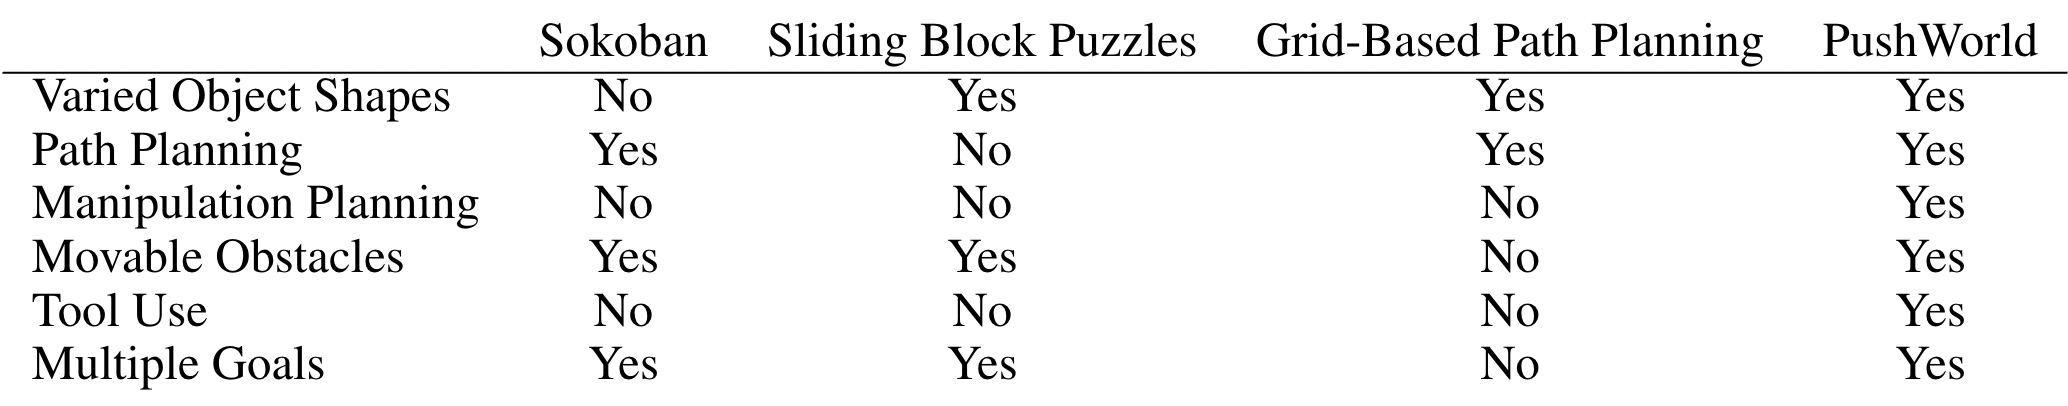 Sokoban Sliding Block Puzzles Grid-Based Path Planning PushWorld
Varied Object Shapes No Yes Yes Yes
Path Planning Yes No Yes Yes
Manipulation Planning No No No Yes
Movable Obstacles Yes Yes No Yes
Tool Use No No No Yes
Multiple Goals Yes Yes No Yes